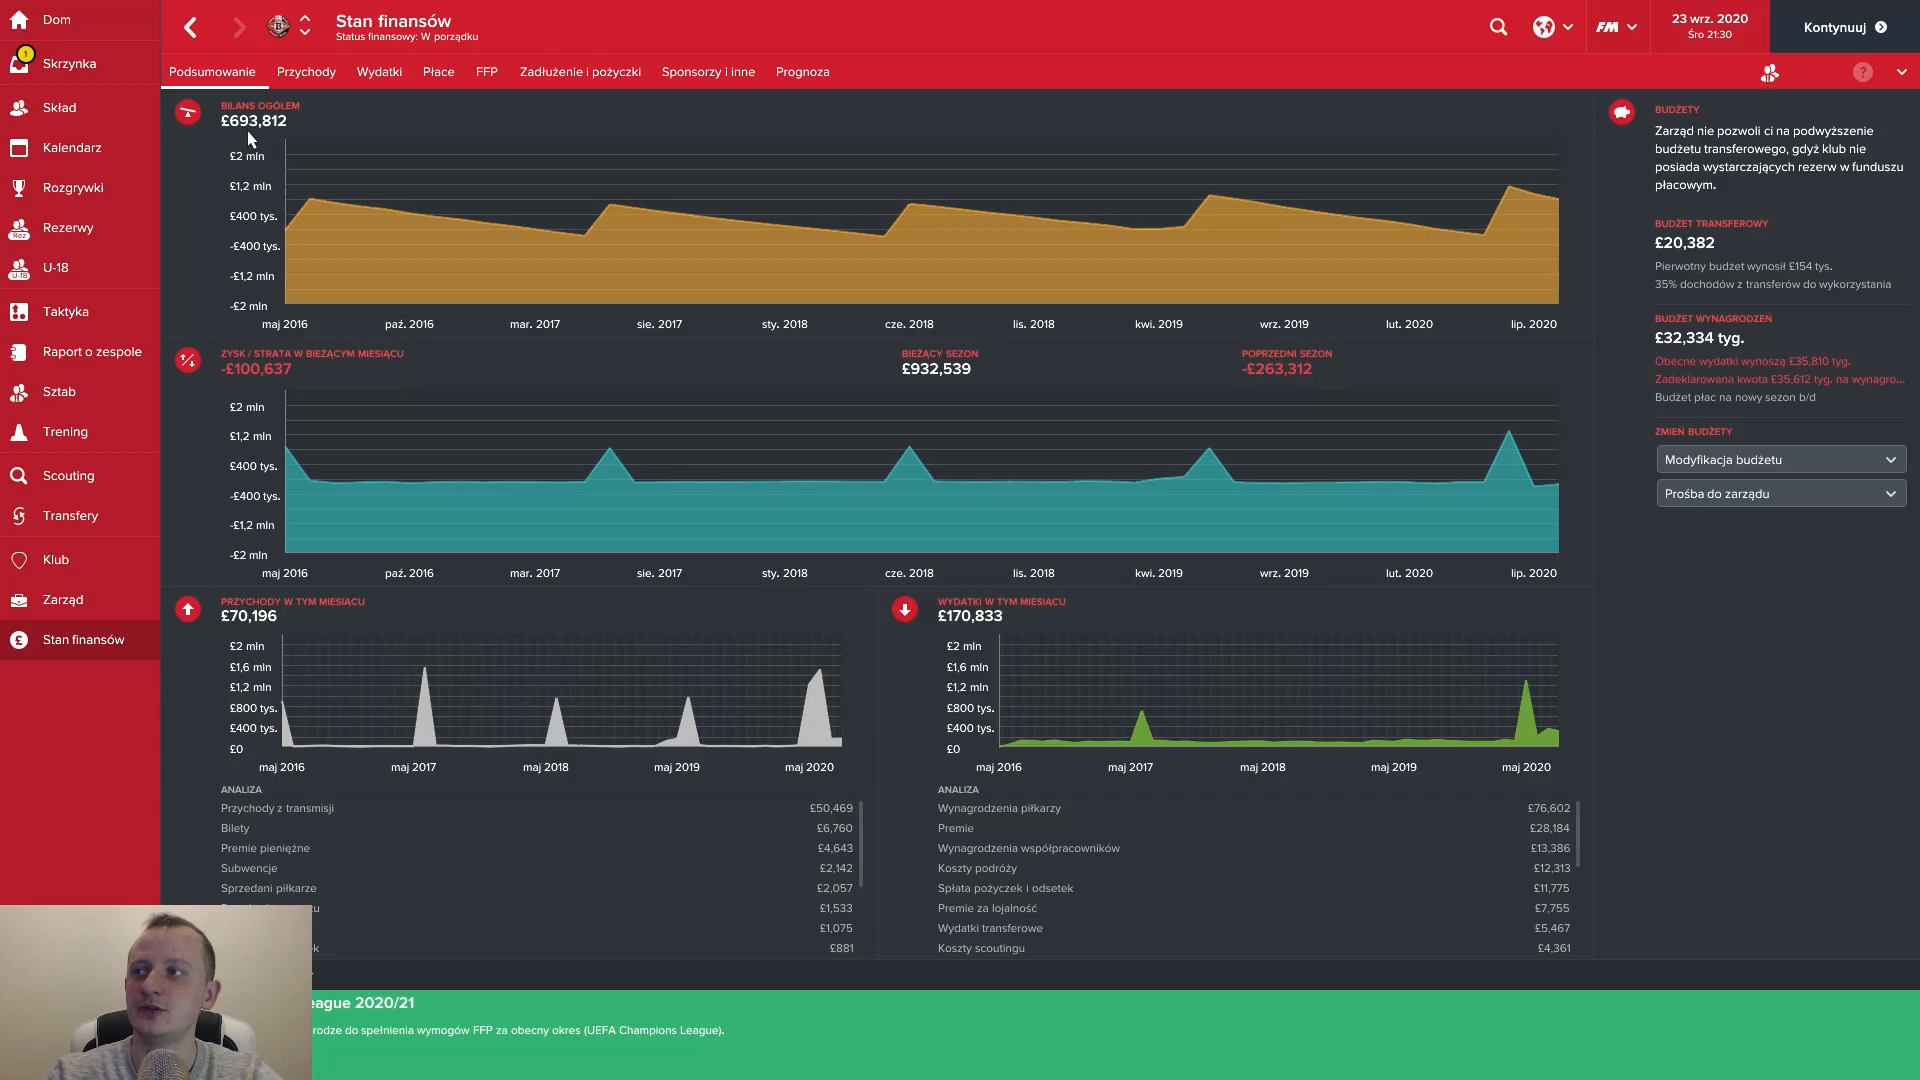 Dom
1
Skrzynka
Skład
Kalendarz
Rozgrywki
Rez
Rezerwy
U-18
U-18
Taktyka
Raport o zespole
Sztab
Trening
Scouting
Transfery
Klub
Zarząd
£
Stan finansów
Stan finansów
Status finansowy: W porządku
FM
23 wrz. 2020
Śro 21:30
Kontynuuj
Podsumowanie
Przychody
Wydatki
Płace
FFP
Zadłużenie i pożyczki
Sponsorzy i inne
Prognoza
?
BILANS OGÓŁEM
£693,812
£2 mln
£1,2 mln
£400 tys.
-£400 tys.
-£1,2 mln
-£2 mln
maj 2016
paź. 2016
mar. 2017
sie. 2017
sty. 2018
cze. 2018
lis. 2018
kwi. 2019
wrz. 2019
lut. 2020
lip. 2020
ZYSK / STRATA W BIEŻĄCYM MIESIĄCU
-£100,637
BIEŻĄCY SEZON
£932,539
POPRZEDNI SEZON
-£263,312
£2 mln
£1,2 mln
£400 tys.
-£400 tys.
-£1,2 mln
-£2 mln
maj 2016
paź. 2016
mar. 2017
sie. 2017
sty. 2018
cze. 2018
lis. 2018
kwi. 2019
wrz. 2019
lut. 2020
lip. 2020
PRZYCHODY W TYM MIESIĄCU
£70,196
£2 mln
£1,6 mln
£1,2 mln
£800 tys.
£400 tys.
£0
maj 2016
maj 2017
maj 2018
maj 2019
maj 2020
ANALIZA
Przychody z transmisji £50,469
Bilety £6,760
Premie pieniężne £4,643
Subwencje £2,142
Sprzedani piłkarze £2,057
u £1,533
£1,075
k £881
WYDATKI W TYM MIESIĄCU
£170,833
£2 mln
£1,6 mln
£1,2 mln
£800 tys.
£400 tys.
£0
maj 2016
maj 2017
maj 2018
maj 2019
maj 2020
ANALIZA
Wynagrodzenia piłkarzy £76,602
Premie £28,184
Wynagrodzenia współpracowników £13,386
Koszty podróży £12,313
Spłata pożyczek i odsetek £11,775
Premie za lojalność £7,755
Wydatki transferowe £5,467
Koszty scoutingu £4,361
BUDŻETY
Zarząd nie pozwoli ci na podwyższenie
budżetu transferowego, gdyż klub nie
posiada wystarczających rezerw w funduszu
płacowym.
BUDŻET TRANSFEROWY
£20,382
Pierwotny budżet wynosił £154 tys.
35% dochodów z transferów do wykorzystania
BUDŻET WYNAGRODZEŃ
£32,334 tyg.
Obecne wydatki wynoszą £35,810 tyg.
Zadeklarowana kwota £35,612 tyg. na wynagro...
Budżet płac na nowy sezon b/d
ZMIEŃ BUDŻETY
Modyfikacja budżetu
Prośba do zarządu
eague 2020/21
rodze do spełnienia wymogów FFP za obecny okres (UEFA Champions League).